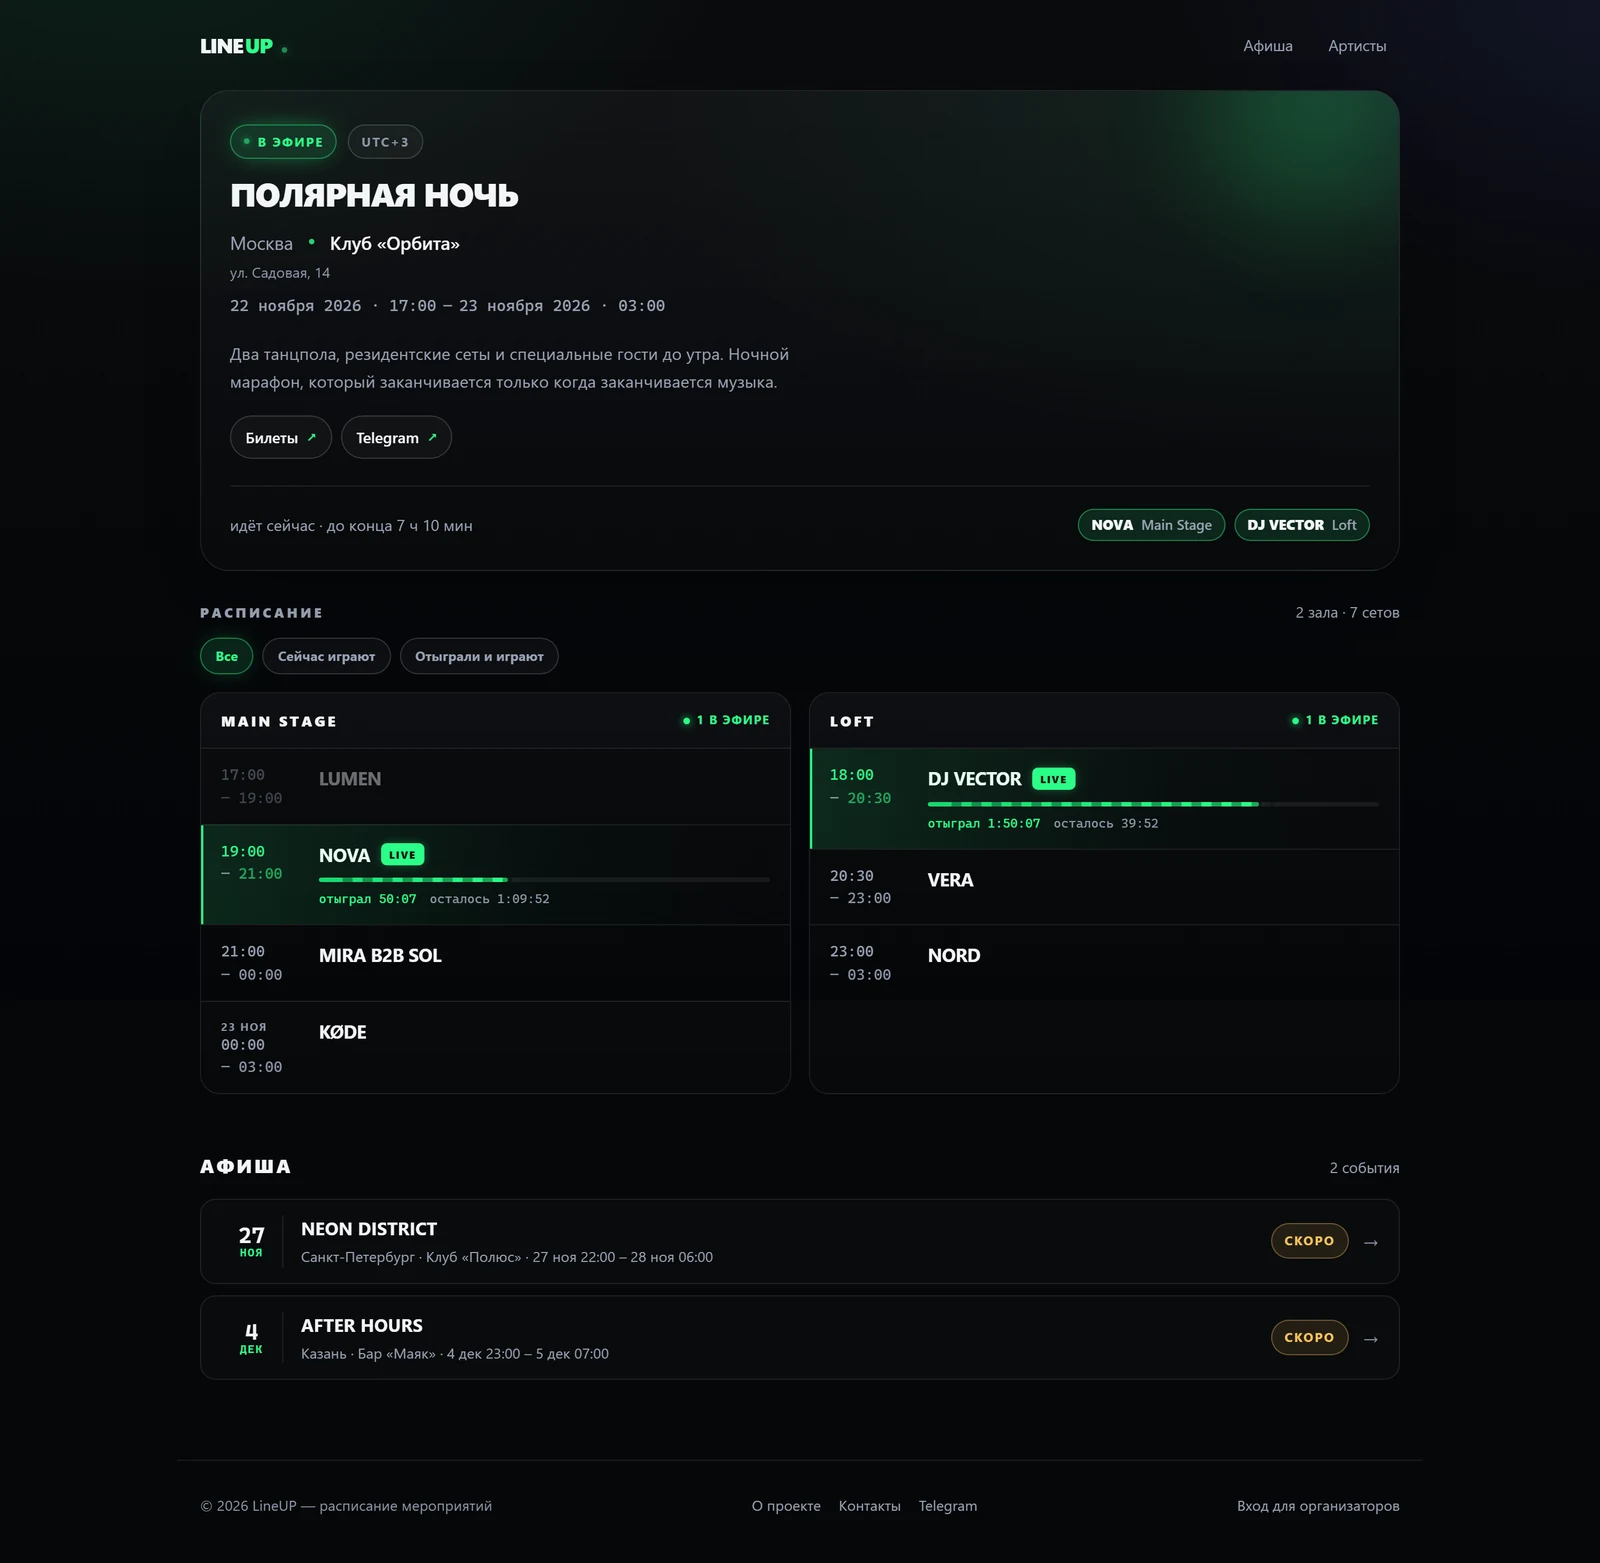 LINEUP
Афиша Артисты
В ЭФИРЕ UTC+3
ПОЛЯРНАЯ НОЧЬ
Москва • Клуб «Орбита»
ул. Садовая, 14
22 ноября 2026 · 17:00 — 23 ноября 2026 · 03:00
Два танцпола, резидентские сеты и специальные гости до утра. Ночной
марафон, который заканчивается только когда заканчивается музыка.
Билеты ↗ Telegram ↗
идёт сейчас · до конца 7 ч 10 мин
NOVA Main Stage DJ VECTOR Loft
РАСПИСАНИЕ
2 зала · 7 сетов
Все Сейчас играют Отыграли и играют
MAIN STAGE
1 В ЭФИРЕ
17:00
— 19:00
LUMEN
19:00
— 21:00
NOVA LIVE
отыграл 50:07 осталось 1:09:52
21:00
— 00:00
MIRA B2B SOL
23 НОЯ
00:00
— 03:00
KØDE
LOFT
1 В ЭФИРЕ
18:00
— 20:30
DJ VECTOR LIVE
отыграл 1:50:07 осталось 39:52
20:30
— 23:00
VERA
23:00
— 03:00
NORD
АФИША
2 события
27
НОЯ
NEON DISTRICT
Санкт-Петербург · Клуб «Полюс» · 27 ноя 22:00 – 28 ноя 06:00
СКОРО →
4
ДЕК
AFTER HOURS
Казань · Бар «Маяк» · 4 дек 23:00 – 5 дек 07:00
СКОРО →
© 2026 LineUP — расписание мероприятий
О проекте Контакты Telegram
Вход для организаторов